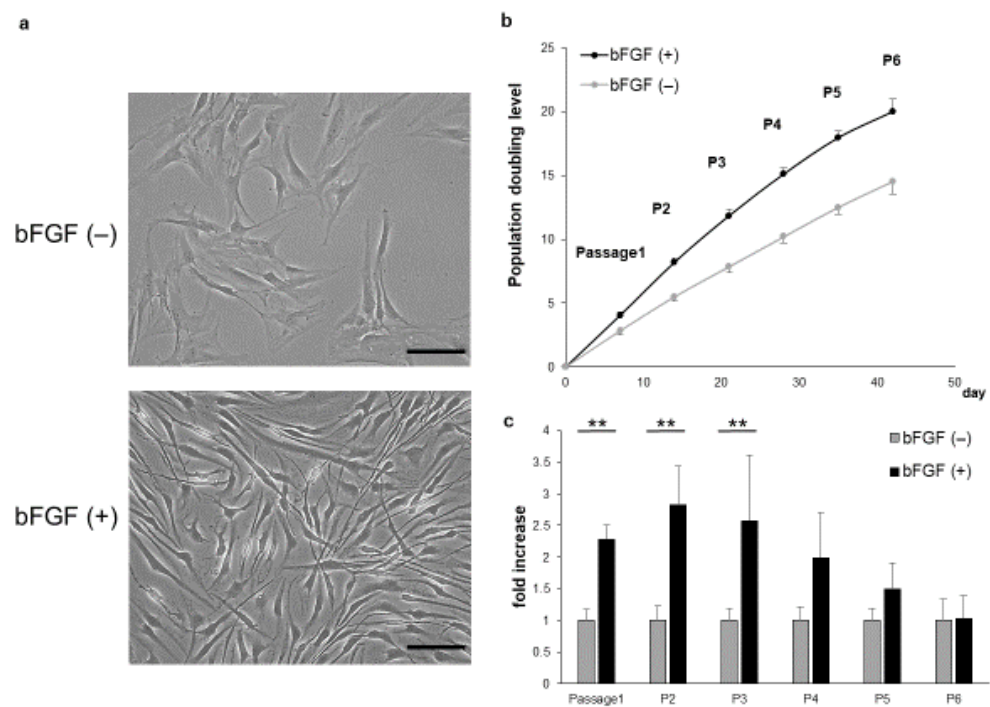 a
bFGF (–)
bFGF (+)
b
bFGF (+)
bFGF (–)
Population doubling level
25
20
15
10
5
0
Passage1
P2
P3
P4
P5
P6
0 10 20 30 40 50
day
c
bFGF (–)
bFGF (+)
fold increase
4
3.5
3
2.5
2
1.5
1
0.5
0
** ** **
Passage1 P2 P3 P4 P5 P6